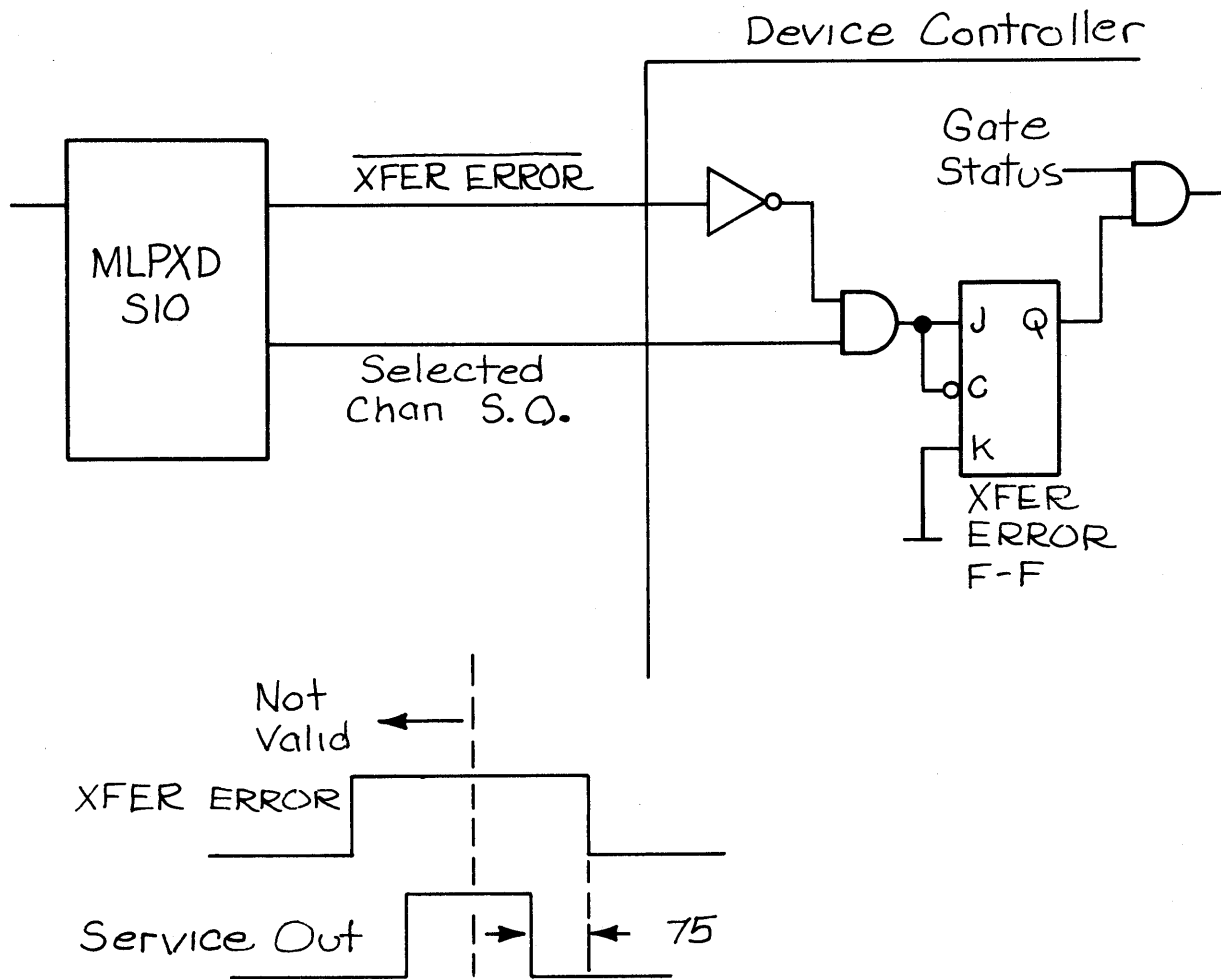 Device Controller
Gate
Status
XFER ERROR
MLPXD
SIO
Selected
Chan S.O.
J Q
C
K
XFER
ERROR
F-F
Not
Valid
XFER ERROR
Service Out
75